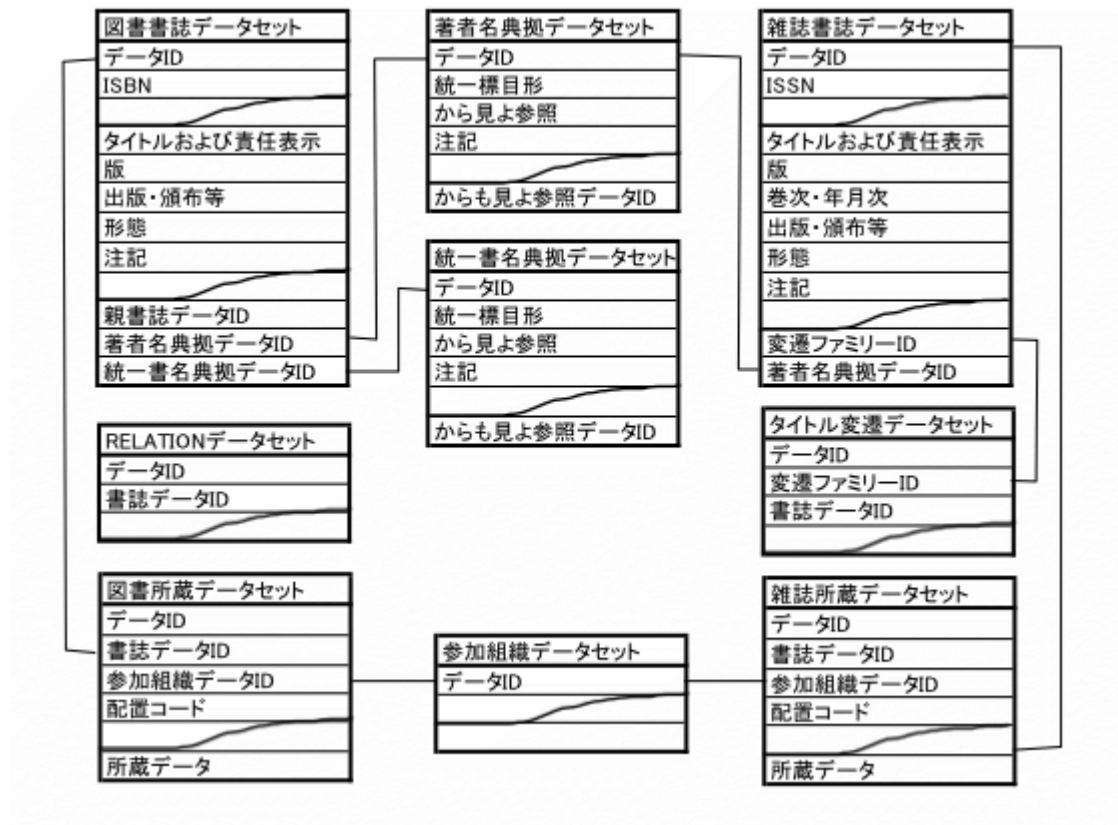 図書書誌データセット
データID
ISBN
タイトルおよび責任表示
版
出版・頒布等
形態
注記
親書誌データID
著者名典拠データID
統一書名典拠データID
著者名典拠データセット
データID
統一標目形
から見よ参照
注記
からも見よ参照データID
統一書名典拠データセット
データID
統一標目形
から見よ参照
注記
からも見よ参照データID
雑誌書誌データセット
データID
ISSN
タイトルおよび責任表示
版
巻次・年月次
出版・頒布等
形態
注記
変遷ファミリーID
著者名典拠データID
RELATIONデータセット
データID
書誌データID
タイトル変遷データセット
データID
変遷ファミリーID
書誌データID
図書所蔵データセット
データID
書誌データID
参加組織データID
配置コード
所蔵データ
参加組織データセット
データID
雑誌所蔵データセット
データID
書誌データID
参加組織データID
配置コード
所蔵データ